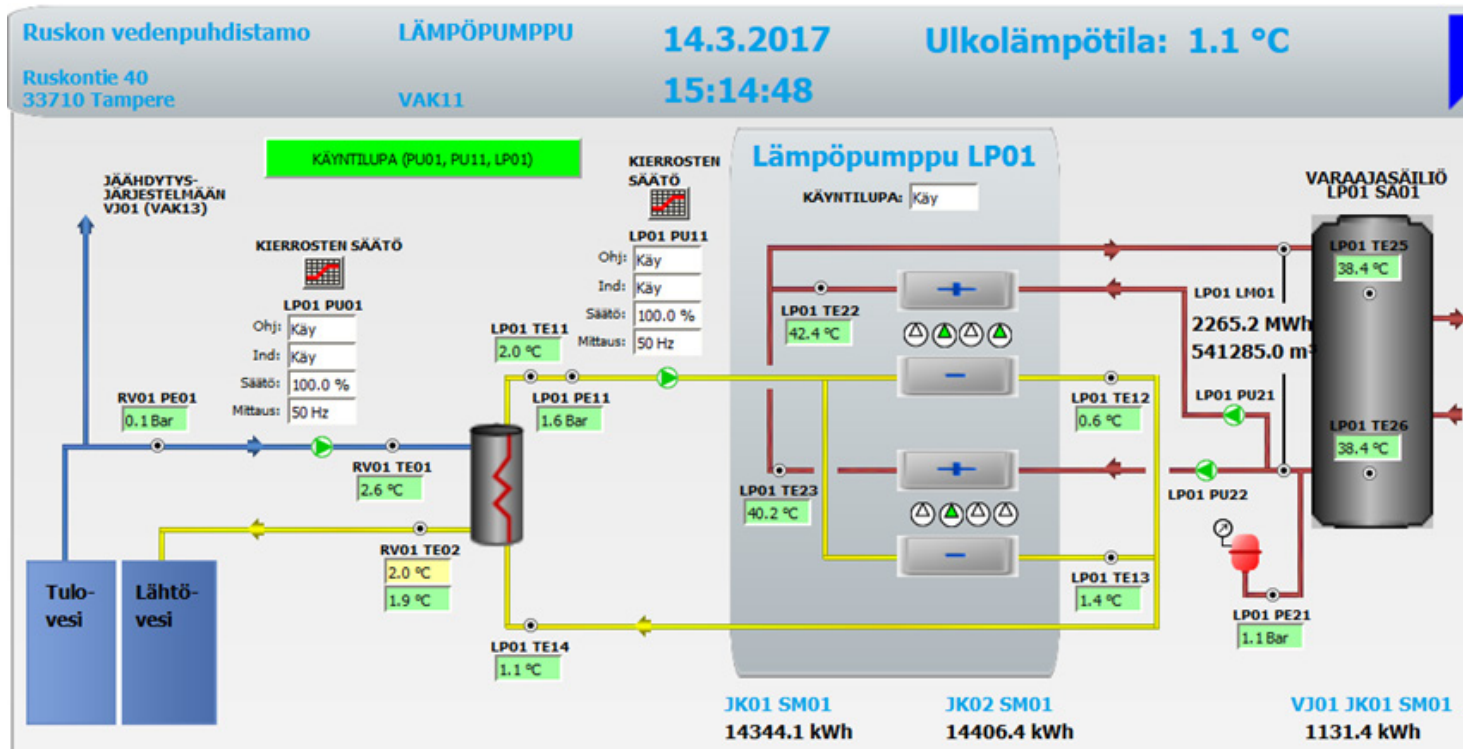 Ruskon vedenpuhdistamo
LÄMPÖPUMPPU
14.3.2017
Ulkolämpötila: 1.1 °C
Ruskontie 40
33710 Tampere
VAK11
15:14:48
KÄYNTILUPA (PU01, PU11, LP01)
JÄÄHDYTYS-
JÄRJESTELMÄÄN
VJ01 (VAK13)
KIERROSTEN SÄÄTÖ
LP01 PU01
Ohj: Käy
Ind: Käy
Säätö: 100.0 %
Mittaus: 50 Hz
KIERROSTEN
SÄÄTÖ
LP01 PU11
Ohj: Käy
Ind: Käy
Säätö: 100.0 %
Mittaus: 50 Hz
Lämpöpumppu LP01
KÄYNTILUPA: Käy
VARAAJASÄILIÖ
LP01 SA01
LP01 TE25
38.4 °C
LP01 TE22
42.4 °C
LP01 LM01
2265.2 MWh
541285.0 m³
LP01 TE11
2.0 °C
LP01 PE11
1.6 Bar
RV01 PE01
0.1 Bar
LP01 TE12
0.6 °C
LP01 PU21
LP01 TE26
38.4 °C
RV01 TE01
2.6 °C
LP01 TE23
40.2 °C
LP01 PU22
RV01 TE02
2.0 °C
1.9 °C
LP01 TE13
1.4 °C
Tulo-
vesi
Lähtö-
vesi
LP01 PE21
1.1 Bar
LP01 TE14
1.1 °C
JK01 SM01
14344.1 kWh
JK02 SM01
14406.4 kWh
VJ01 JK01 SM01
1131.4 kWh